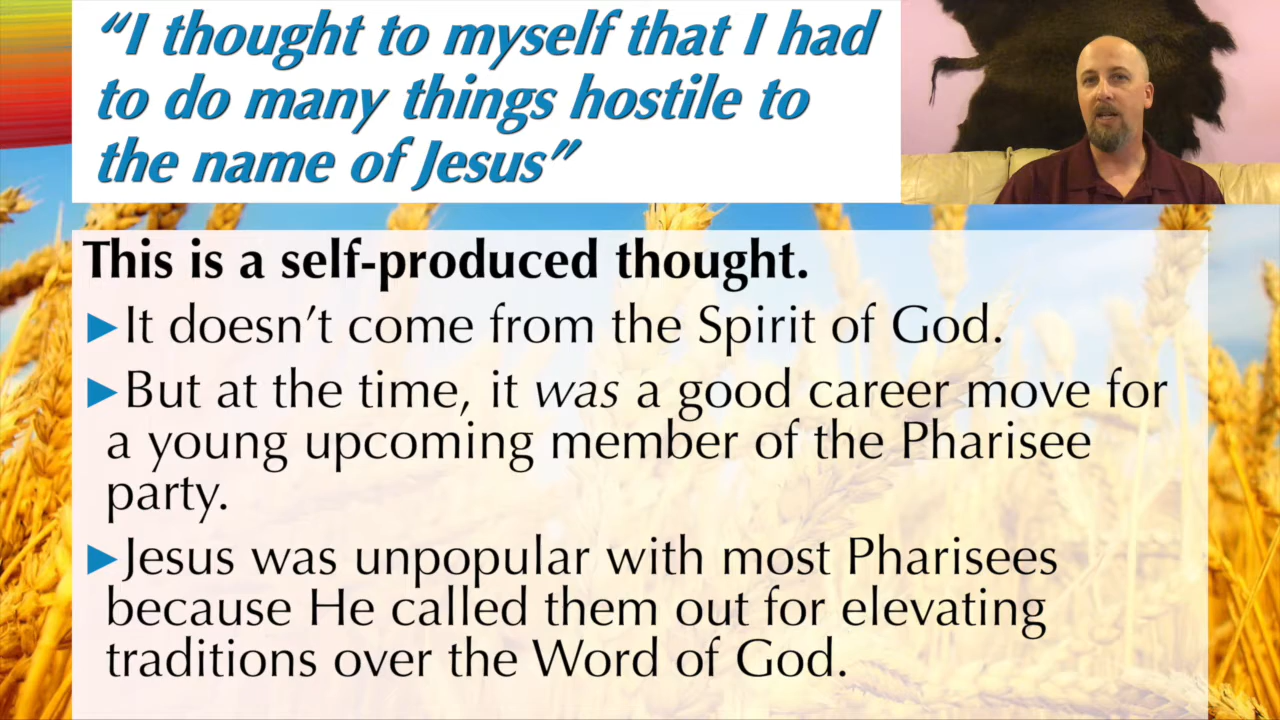 “I thought to myself that I had
to do many things hostile to
the name of Jesus”
This is a self-produced thought.
►It doesn’t come from the Spirit of God.
►But at the time, it was a good career move for
a young upcoming member of the Pharisee
party.
►Jesus was unpopular with most Pharisees
because He called them out for elevating
traditions over the Word of God.